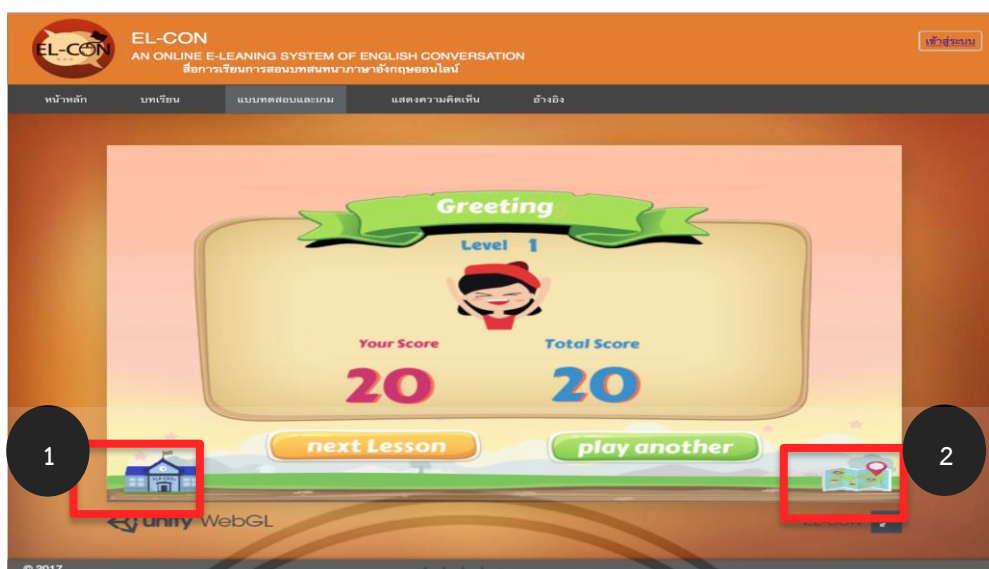 EL-CON
EL-CON
AN ONLINE E-LEANING SYSTEM OF ENGLISH CONVERSATION
สื่อการเรียนการสอนบทสนทนาภาษาอังกฤษออนไลน์
เข้าสู่ระบบ
หน้าหลัก บทเรียน แบบทดสอบและเกม แสดงความคิดเห็น อ้างอิง
Greeting
Level 1
Your Score Total Score
20 20
next Lesson play another
1 2
unity WebGL EL-CON
© 2017